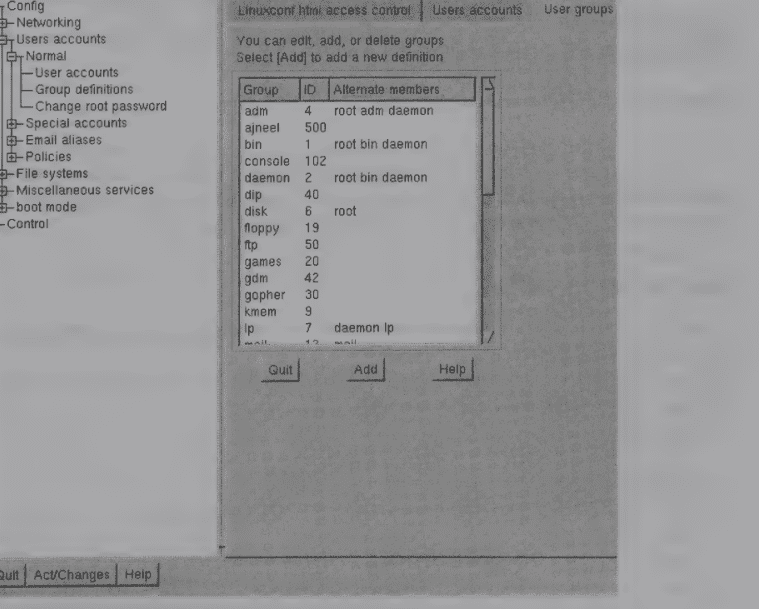 Config
Networking
Users accounts
Normal
User accounts
Group definitions
Change root password
Special accounts
Email aliases
Policies
File systems
Miscellaneous services
boot mode
Control
Linuxconf html access control Users accounts User groups
You can edit, add, or delete groups
Select [Add] to add a new definition
Group ID Alternate members
adm 4 root adm daemon
ajneel 500
bin 1 root bin daemon
console 102
daemon 2 root bin daemon
dip 40
disk 6 root
floppy 19
ftp 50
games 20
gdm 42
gopher 30
kmem 9
lp 7 daemon lp
mail 12 mail
Quit Add Help
Quit Act/Changes Help